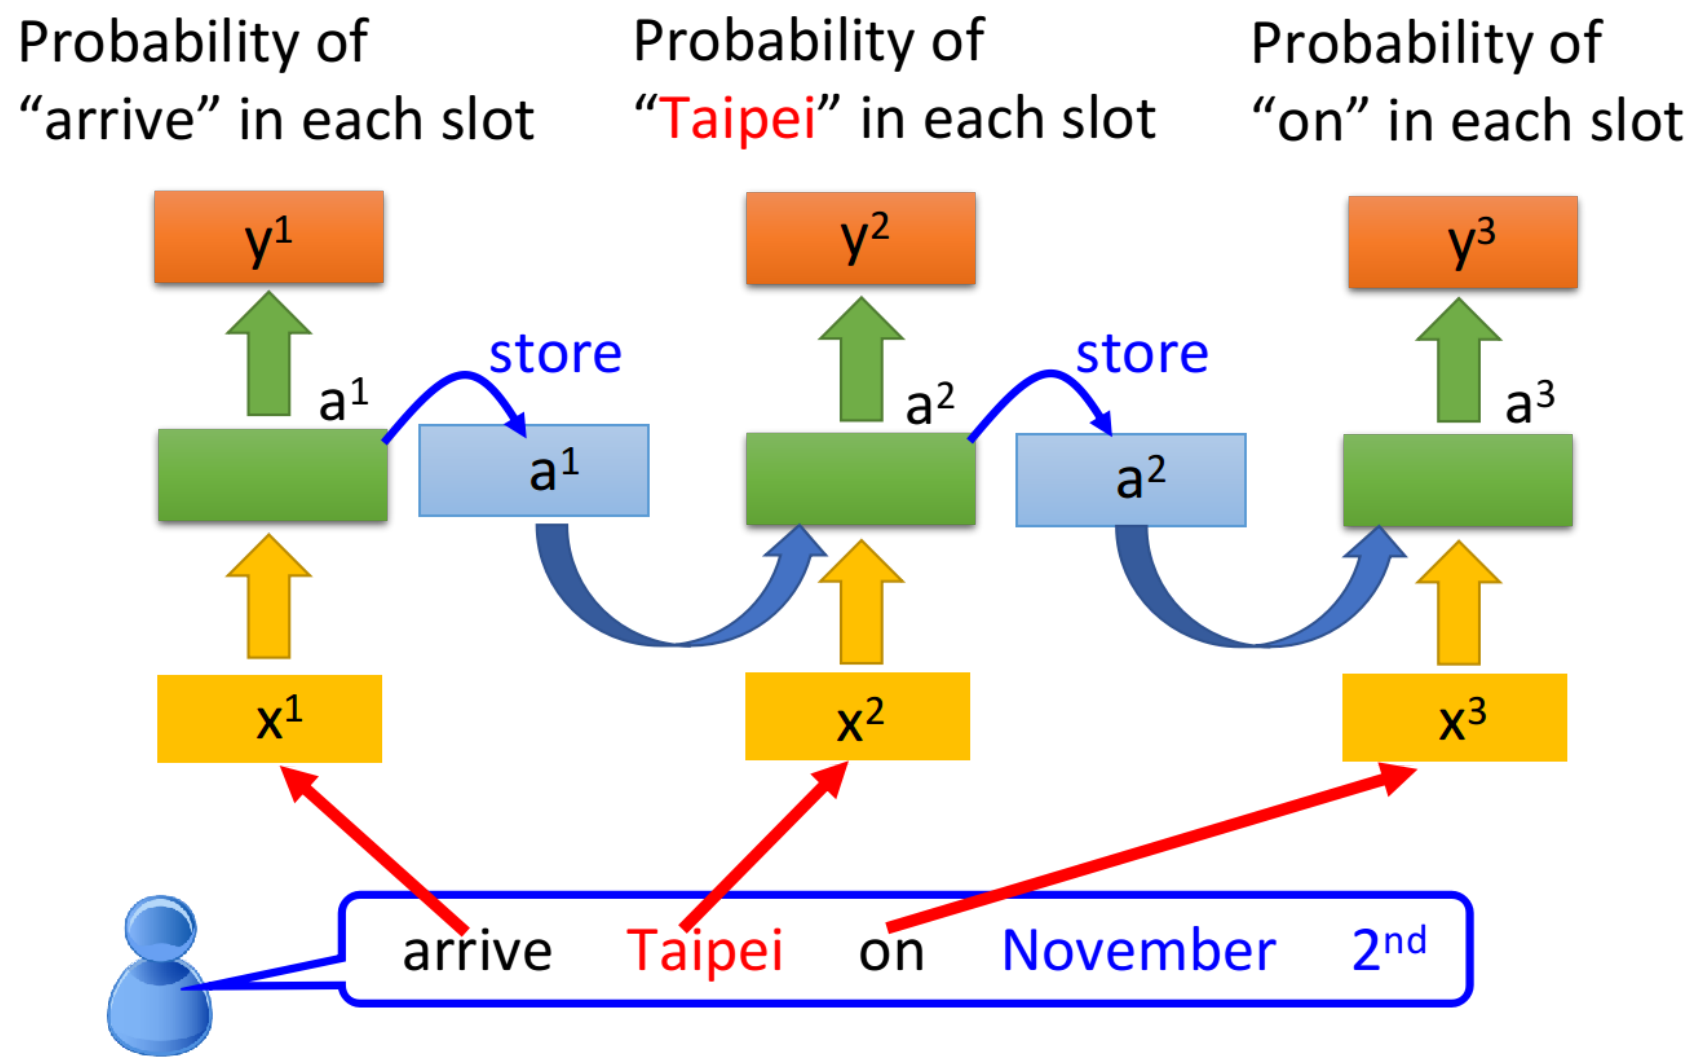 Probability of
“arrive” in each slot
Probability of
“Taipei” in each slot
Probability of
“on” in each slot
y¹
y²
y³
store
store
a¹
a²
a³
a¹
a²
x¹
x²
x³
arrive Taipei on November 2ⁿᵈ